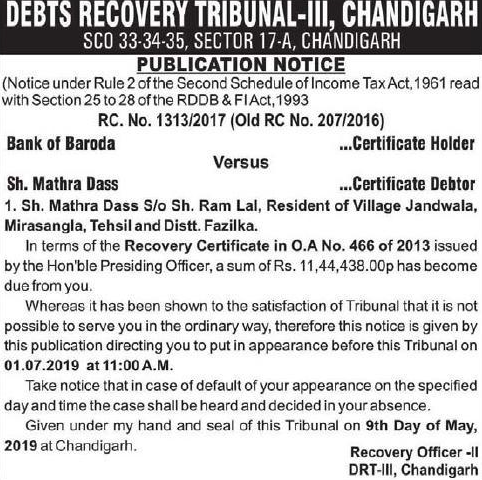 DEBTS RECOVERY TRIBUNAL-III, CHANDIGARH
SCO 33-34-35, SECTOR 17-A, CHANDIGARH
PUBLICATION NOTICE
(Notice under Rule 2 of the Second Schedule of Income Tax Act, 1961 read
with Section 25 to 28 of the RDDB & FI Act, 1993
RC. No. 1313/2017 (Old RC No. 207/2016)
Bank of Baroda ...Certificate Holder
Versus
Sh. Mathra Dass ...Certificate Debtor
1. Sh. Mathra Dass S/o Sh. Ram Lal, Resident of Village Jandwala,
Mirasangla, Tehsil and Distt. Fazilka.
In terms of the Recovery Certificate in O.A No. 466 of 2013 issued
by the Hon'ble Presiding Officer, a sum of Rs. 11,44,438.00p has become
due from you.
Whereas it has been shown to the satisfaction of Tribunal that it is not
possible to serve you in the ordinary way, therefore this notice is given by
this publication directing you to put in appearance before this Tribunal on
01.07.2019 at 11:00 A.M.
Take notice that in case of default of your appearance on the specified
day and time the case shall be heard and decided in your absence.
Given under my hand and seal of this Tribunal on 9th Day of May,
2019 at Chandigarh.
Recovery Officer -II
DRT-III, Chandigarh